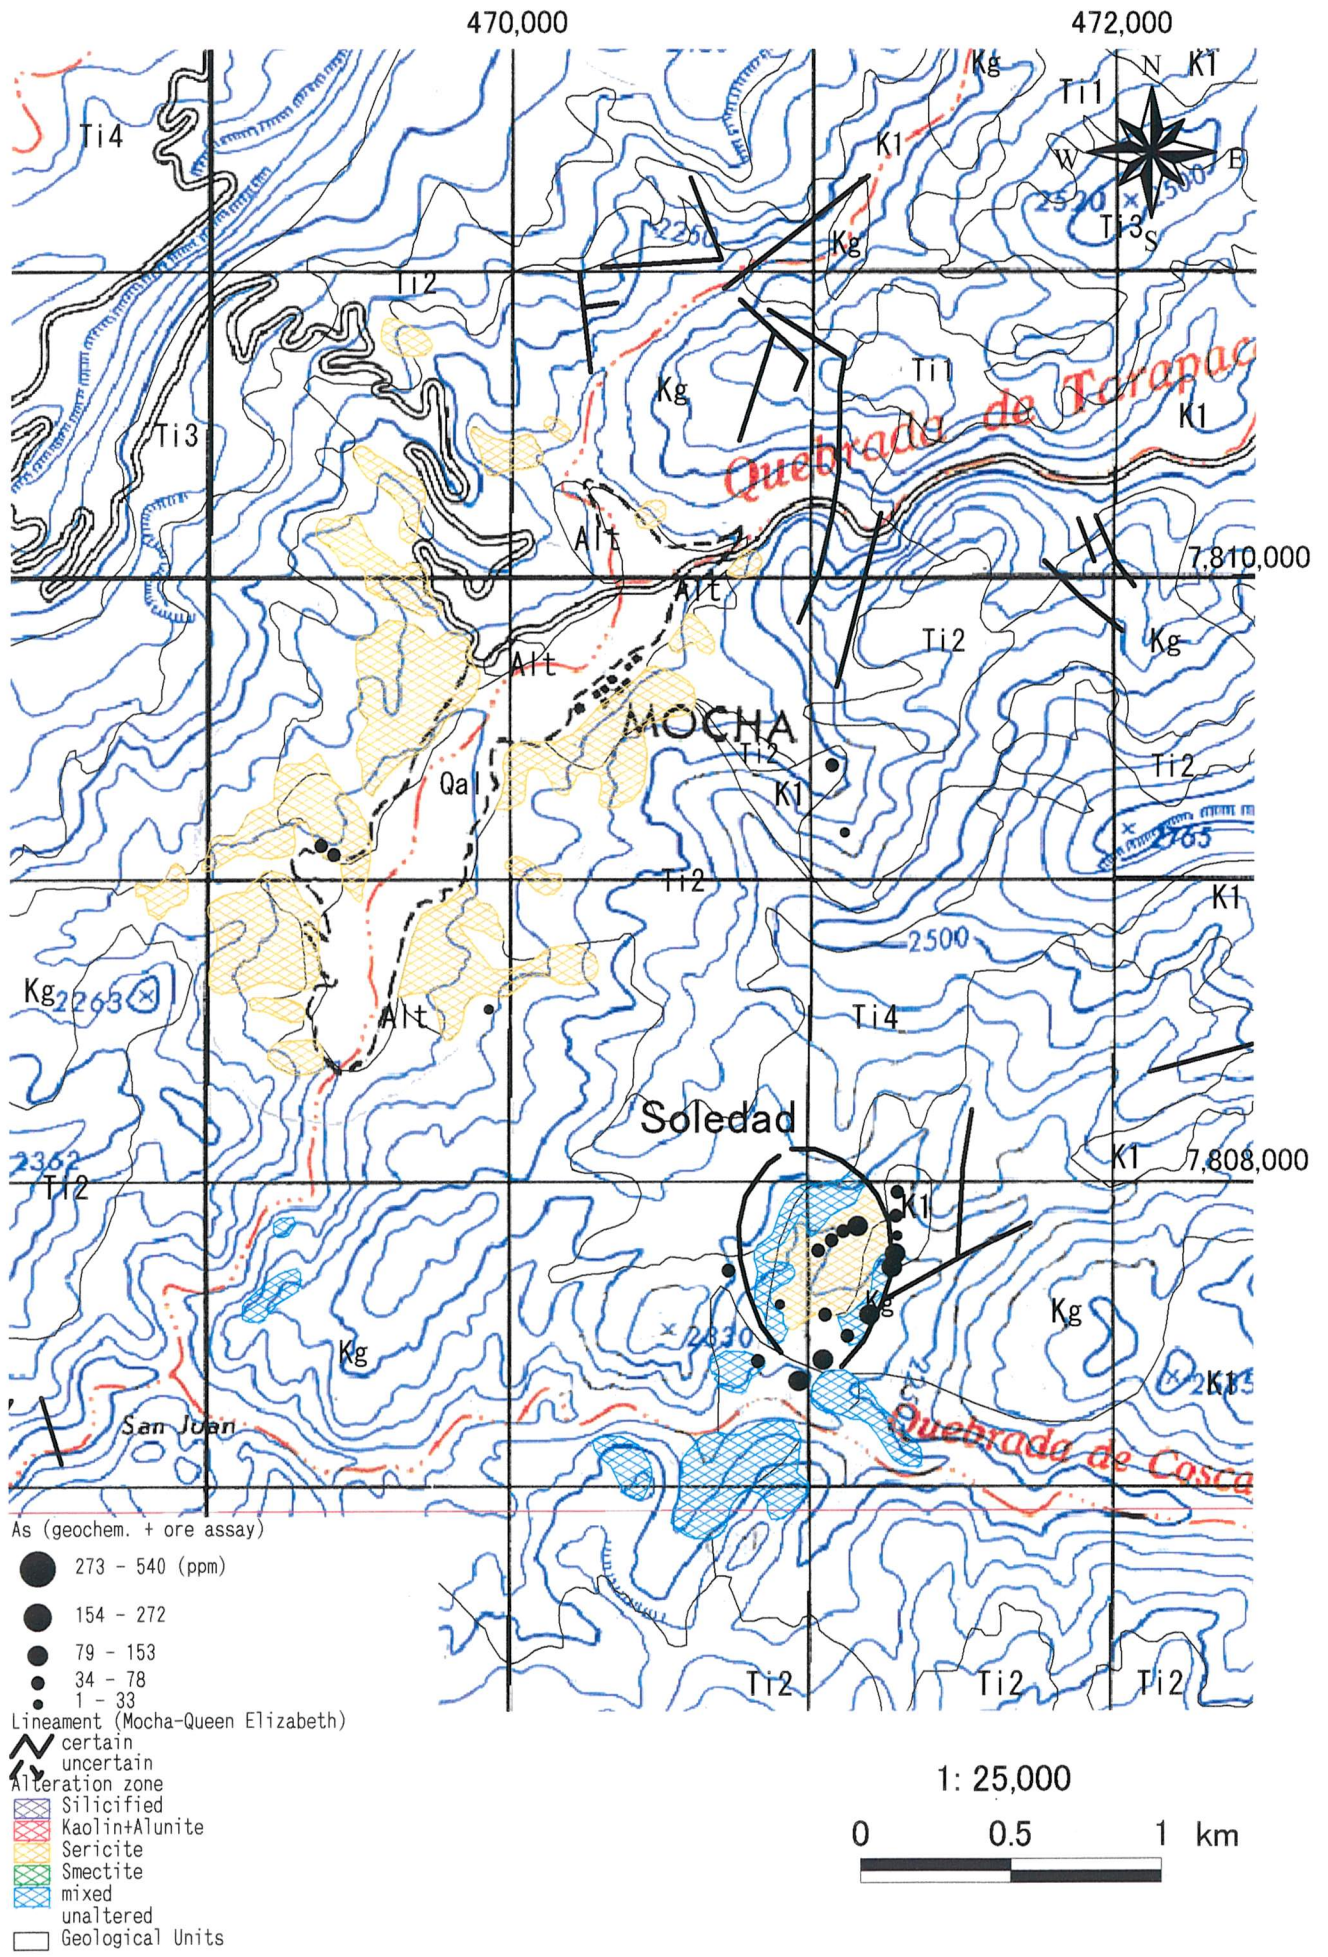 470,000
472,000
Kg
K1
N
Ti1
Ti4
K1
W
E
2520
2500
Ti3
S
2250
Kg
Ti2
Ti1
Kg
Quebrada de Tarapac
K1
Ti3
Alt
7,810,000
Alt
Ti2
Kg
Alt
MOCHA
Ti2
Ti2
Qal
K1
2765
Ti2
K1
2500
Kg
2263
Alt
Ti4
Soledad
K1
7,808,000
2362
Ti2
K1
Kg
Kg
2330
Kg
K1
San Juan
Quebrada de Cosca
As (geochem. + ore assay)
273 - 540 (ppm)
154 - 272
79 - 153
34 - 78
1 - 33
Ti2
Ti2
Ti2
Lineament (Mocha-Queen Elizabeth)
certain
uncertain
Alteration zone
Silicified
Kaolin+Alunite
Sericite
Smectite
mixed
unaltered
Geological Units
1: 25,000
0
0.5
1
km